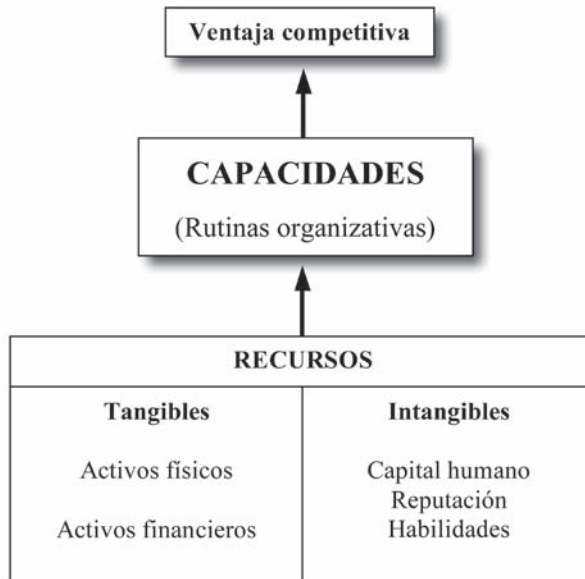 Ventaja competitiva
CAPACIDADES
(Rutinas organizativas)
RECURSOS
Tangibles
Activos físicos
Activos financieros
Intangibles
Capital humano
Reputación
Habilidades